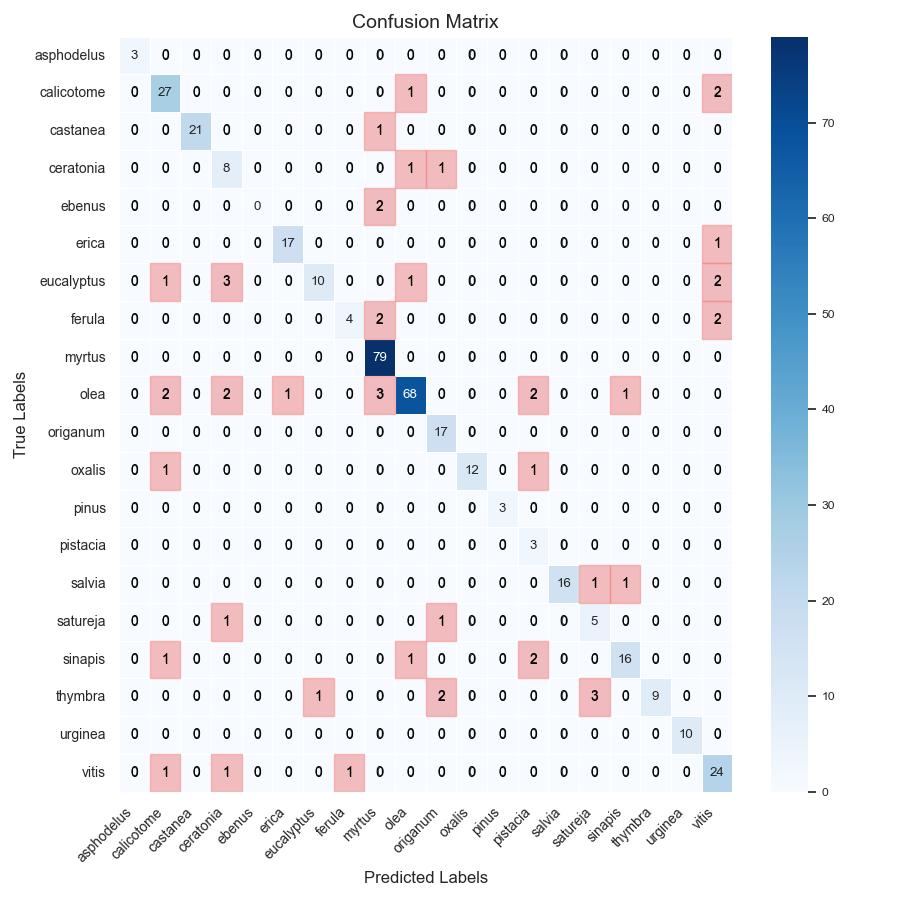 Confusion Matrix
asphodelus 3 0 0 0 0 0 0 0 0 0 0 0 0 0 0 0 0 0 0 0
calicotome 0 27 0 0 0 0 0 0 0 1 0 0 0 0 0 0 0 0 0 2
castanea 0 0 21 0 0 0 0 0 1 0 0 0 0 0 0 0 0 0 0 0
ceratonia 0 0 0 8 0 0 0 0 0 1 1 0 0 0 0 0 0 0 0 0
ebenus 0 0 0 0 0 0 0 0 2 0 0 0 0 0 0 0 0 0 0 0
erica 0 0 0 0 0 17 0 0 0 0 0 0 0 0 0 0 0 0 0 1
eucalyptus 0 1 0 3 0 0 10 0 0 1 0 0 0 0 0 0 0 0 0 2
ferula 0 0 0 0 0 0 0 4 2 0 0 0 0 0 0 0 0 0 0 2
myrtus 0 0 0 0 0 0 0 0 79 0 0 0 0 0 0 0 0 0 0 0
olea 0 2 0 2 0 1 0 0 3 68 0 0 0 2 0 0 1 0 0 0
origanum 0 0 0 0 0 0 0 0 0 0 17 0 0 0 0 0 0 0 0 0
oxalis 0 1 0 0 0 0 0 0 0 0 0 12 0 1 0 0 0 0 0 0
pinus 0 0 0 0 0 0 0 0 0 0 0 0 3 0 0 0 0 0 0 0
pistacia 0 0 0 0 0 0 0 0 0 0 0 0 0 3 0 0 0 0 0 0
salvia 0 0 0 0 0 0 0 0 0 0 0 0 0 0 16 1 1 0 0 0
satureja 0 0 0 1 0 0 0 0 0 0 1 0 0 0 0 5 0 0 0 0
sinapis 0 1 0 0 0 0 0 0 0 1 0 0 0 2 0 0 16 0 0 0
thymbra 0 0 0 0 0 0 1 0 0 0 2 0 0 0 0 3 0 9 0 0
urginea 0 0 0 0 0 0 0 0 0 0 0 0 0 0 0 0 0 0 10 0
vitis 0 1 0 1 0 0 0 1 0 0 0 0 0 0 0 0 0 0 0 24
asphodelus calicotome castanea ceratonia ebenus erica eucalyptus ferula myrtus olea origanum oxalis pinus pistacia salvia satureja sinapis thymbra urginea vitis
Predicted Labels
True Labels
70
60
50
40
30
20
10
0